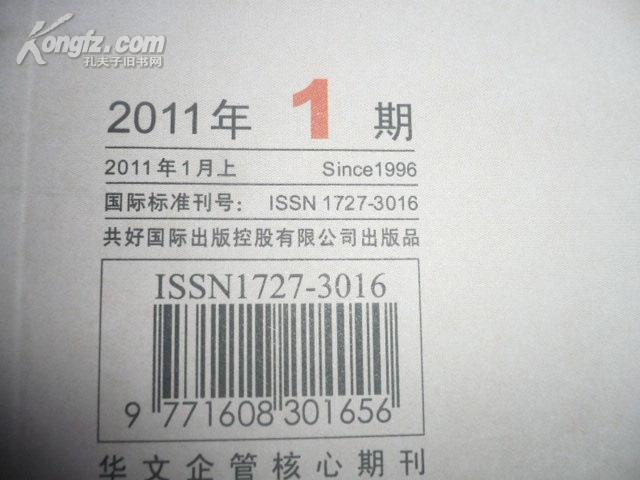 Kongfz.com
孔夫子旧书网
2011年 1 期
2011年1月上 Since1996
国际标准刊号: ISSN 1727-3016
共好国际出版控股有限公司出版品
ISSN1727-3016
9 771608 301656
华文企管核心期刊